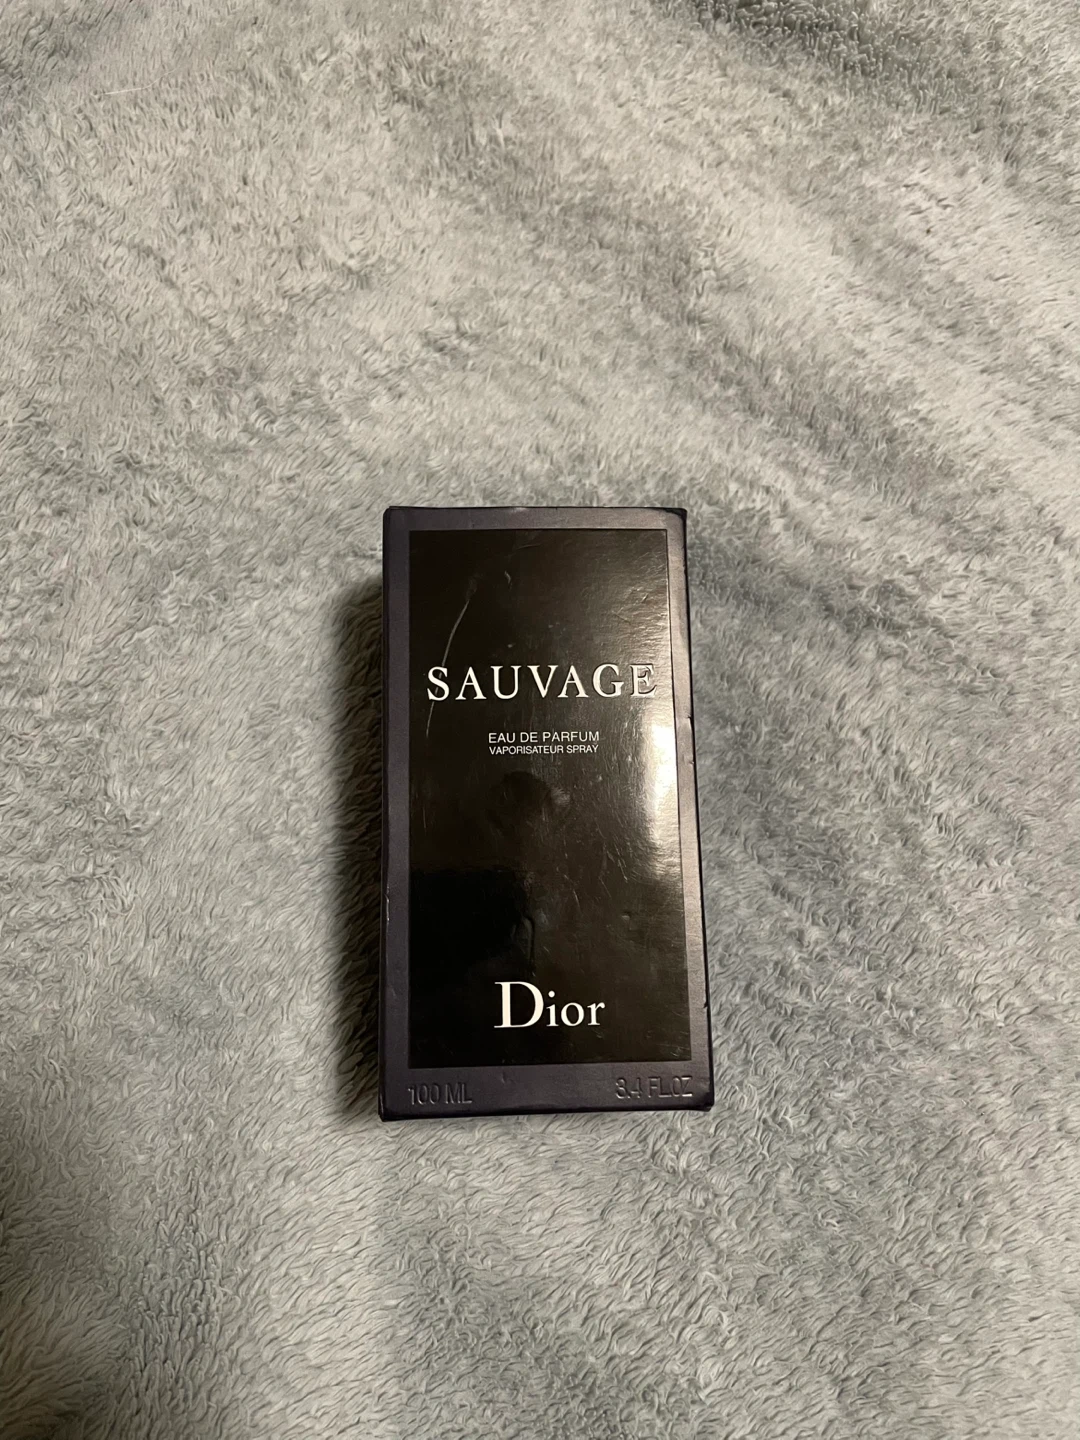 SAUVAGE
EAU DE PARFUM
VAPORISATEUR SPRAY
Dior
100 ML 3.4 FL.OZ